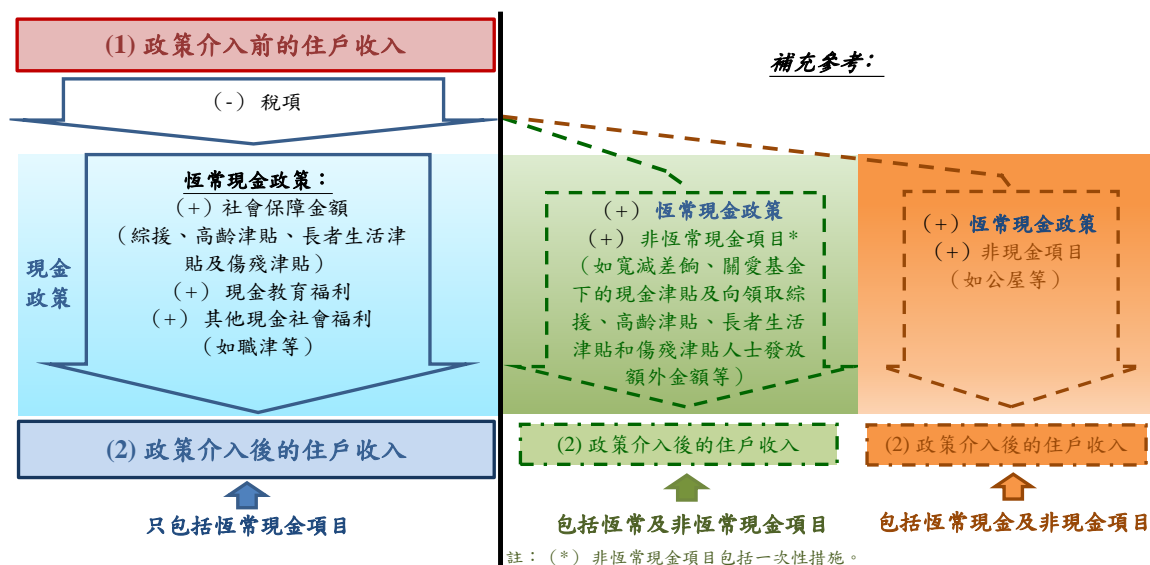 (1) 政策介入前的住戶收入
（-）稅項
現金
政策
恆常現金政策：
（+）社會保障金額
（綜援、高齡津貼、長者生活津
貼及傷殘津貼）
（+）現金教育福利
（+）其他現金社會福利
（如職津等）
(2) 政策介入後的住戶收入
只包括恆常現金項目
補充參考：
（+）恆常現金政策
（+）非恆常現金項目*
（如寬減差餉、關愛基金
下的現金津貼及向領取綜
援、高齡津貼、長者生活
津貼和傷殘津貼人士發放
額外金額等）
(2) 政策介入後的住戶收入
包括恆常及非恆常現金項目
（+）恆常現金政策
（+）非現金項目
（如公屋等）
(2) 政策介入後的住戶收入
包括恆常現金及非現金項目
註：（*）非恆常現金項目包括一次性措施。